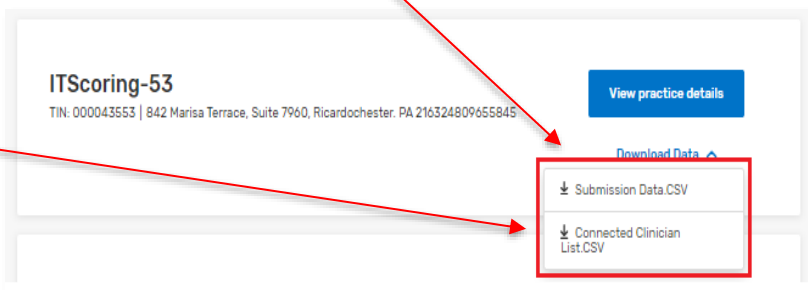 ITScoring-53
TIN: 000043553 | 842 Marisa Terrace, Suite 7960, Ricardochester. PA 216324809655845
View practice details
Download Data
Submission Data.CSV
Connected Clinician
List.CSV